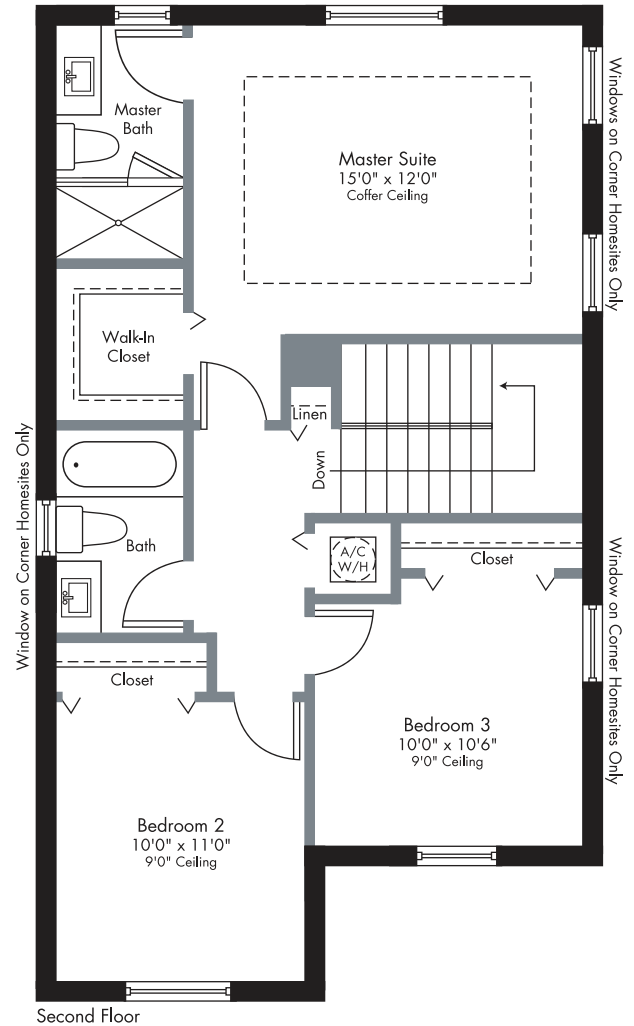 Master
Bath
Master Suite
15'0" x 12'0"
Coffer Ceiling
Windows on Corner Homesites Only
Walk-In
Closet
Linen
Down
Window on Corner Homesites Only
Bath
A/C
W/H
Closet
Closet
Window on Corner Homesites Only
Bedroom 3
10'0" x 10'6"
9'0" Ceiling
Bedroom 2
10'0" x 11'0"
9'0" Ceiling
Second Floor